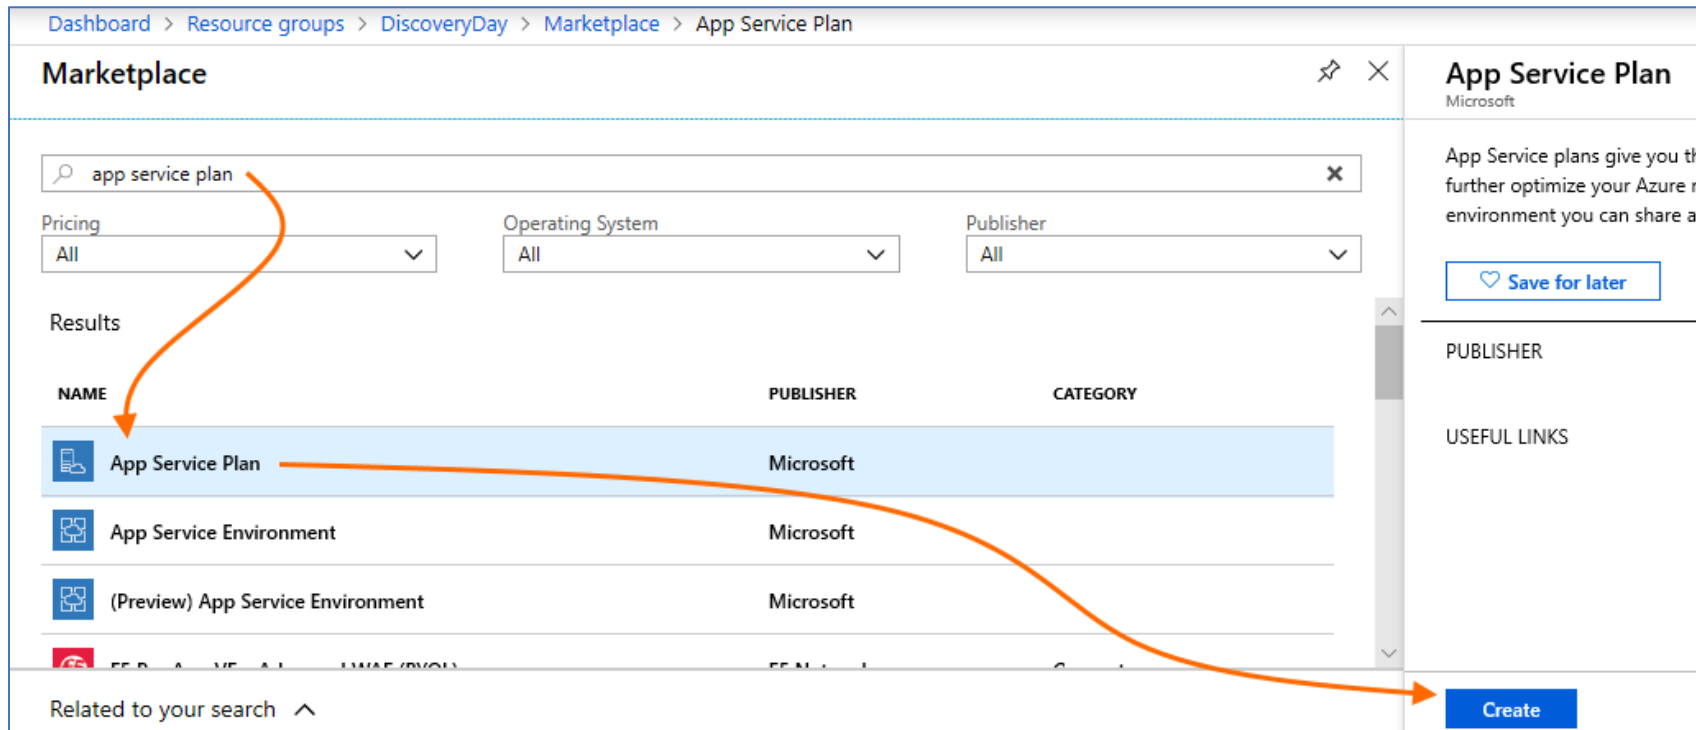 Dashboard > Resource groups > DiscoveryDay > Marketplace > App Service Plan
Marketplace
app service plan
Pricing
Operating System
Publisher
All
All
All
Results
NAME PUBLISHER CATEGORY
App Service Plan Microsoft
App Service Environment Microsoft
(Preview) App Service Environment Microsoft
Related to your search
App Service Plan
Microsoft
App Service plans give you
further optimize your Azure
environment you can share
Save for later
PUBLISHER
USEFUL LINKS
Create